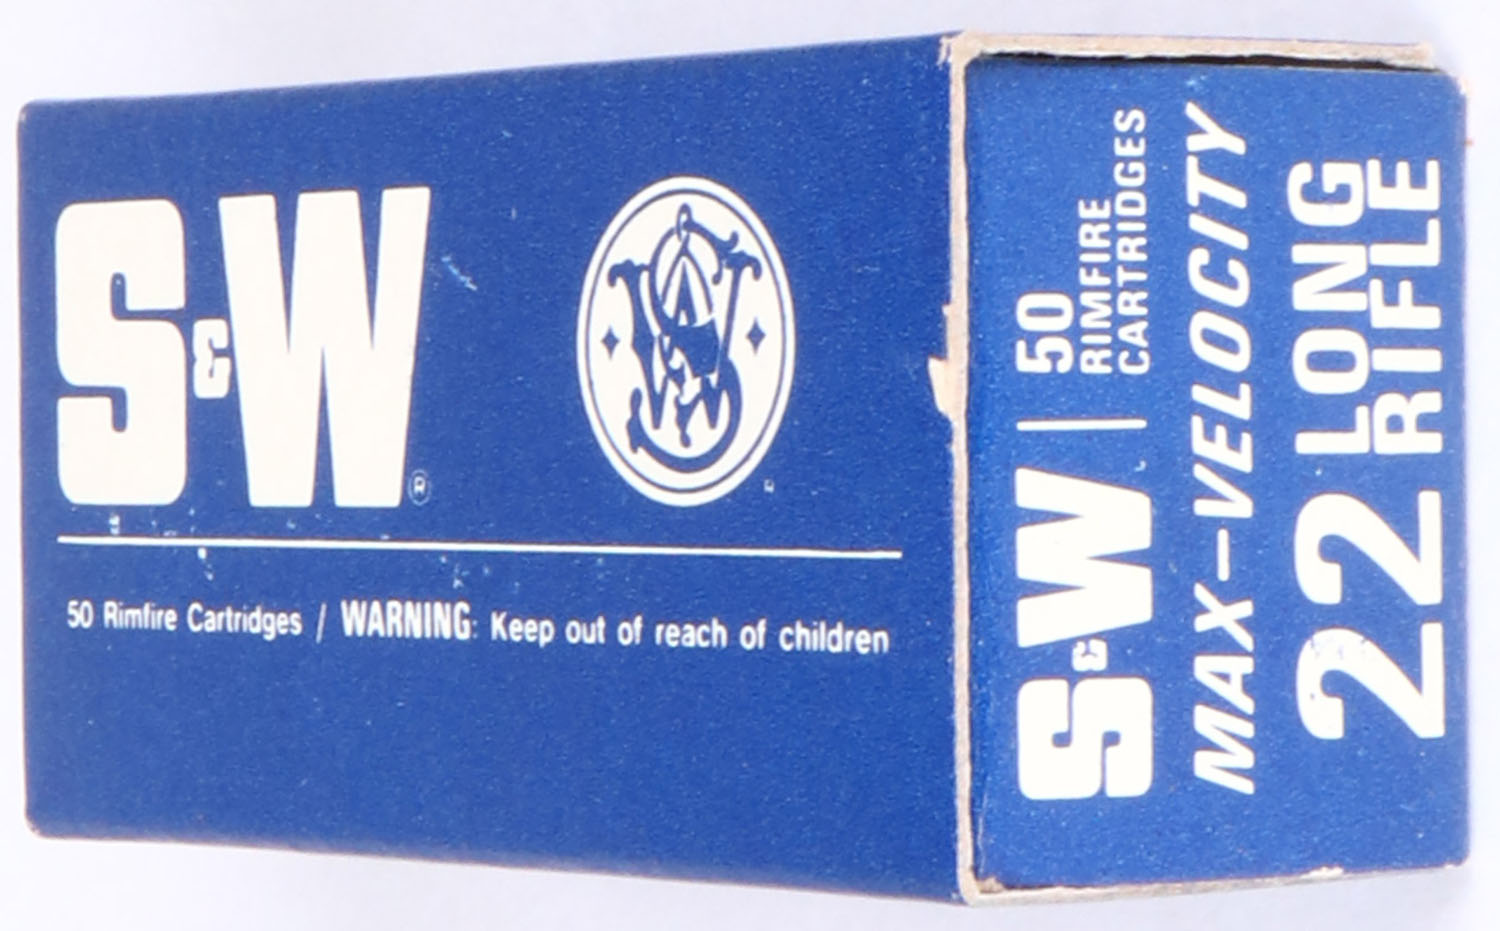 S&W®
50 Rimfire Cartridges / WARNING: Keep out of reach of children
S&W | 50
RIMFIRE
CARTRIDGES
MAX-VELOCITY
22 LONG
RIFLE